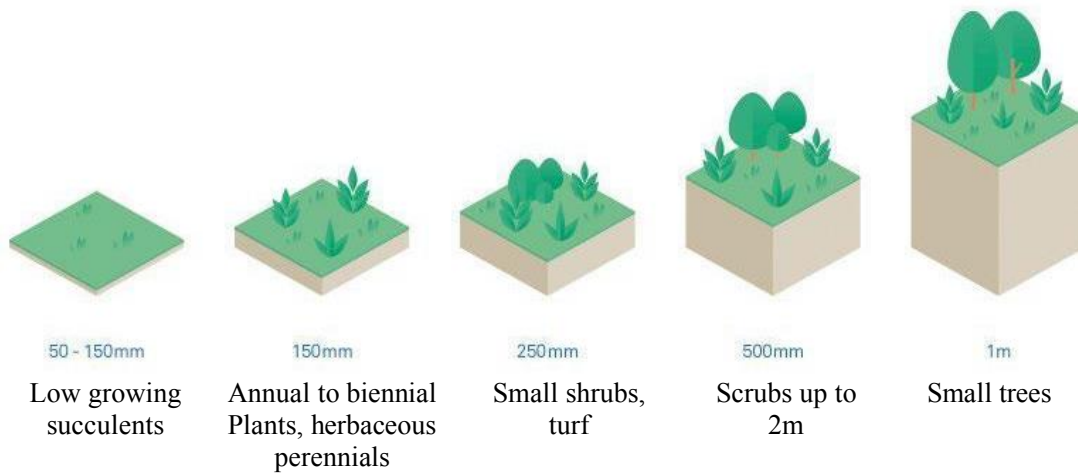 50 - 150mm
150mm
250mm
500mm
1m
Low growing
succulents
Annual to biennial
Plants, herbaceous
perennials
Small shrubs,
turf
Scrubs up to
2m
Small trees